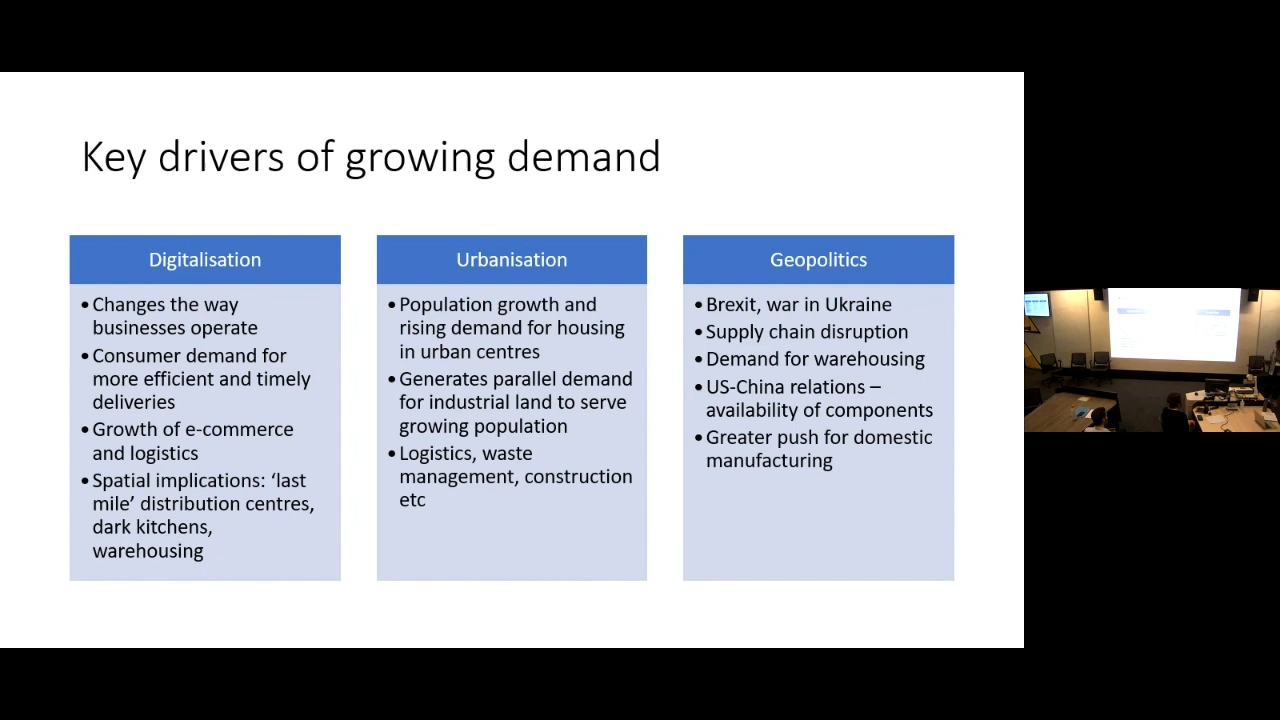 Key drivers of growing demand
Digitalisation
•Changes the way
businesses operate
•Consumer demand for
more efficient and timely
deliveries
•Growth of e-commerce
and logistics
•Spatial implications: ‘last
mile’ distribution centres,
dark kitchens,
warehousing
Urbanisation
•Population growth and
rising demand for housing
in urban centres
•Generates parallel demand
for industrial land to serve
growing population
•Logistics, waste
management, construction
etc
Geopolitics
•Brexit, war in Ukraine
•Supply chain disruption
•Demand for warehousing
•US-China relations –
availability of components
•Greater push for domestic
manufacturing